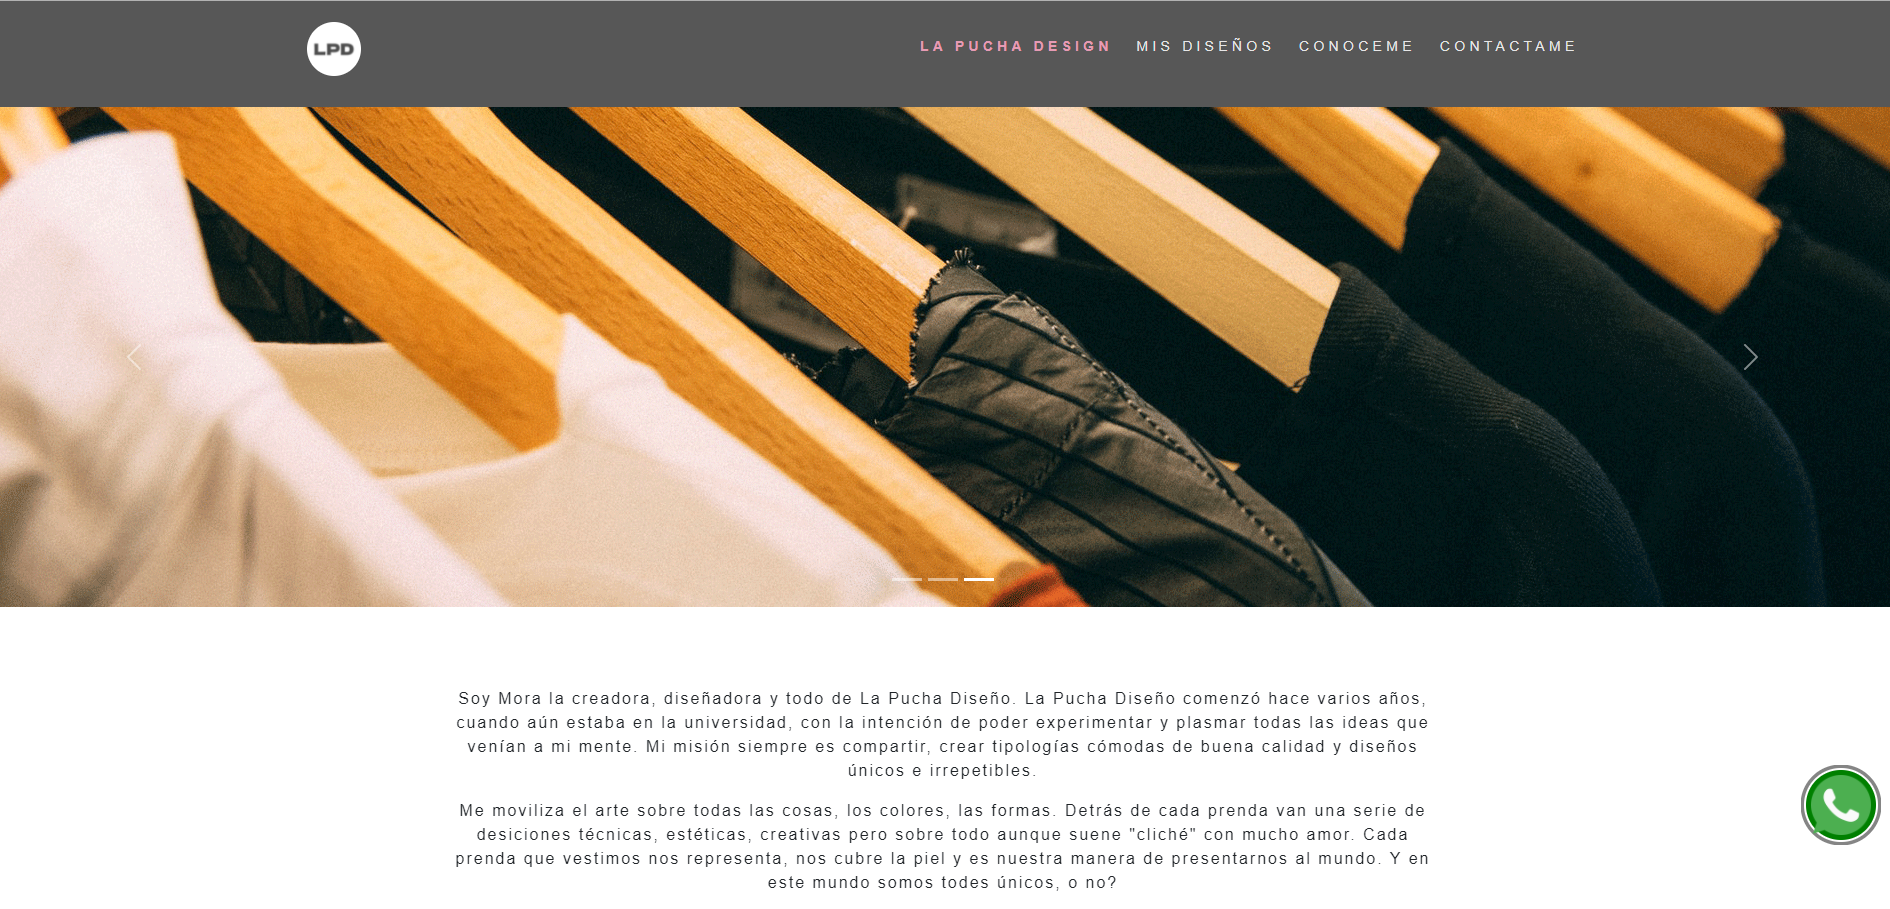 LPD
LA PUCHA DESIGN
MIS DISEÑOS
CONOCEME
CONTACTAME
Soy Mora la creadora, diseñadora y todo de La Pucha Diseño. La Pucha Diseño comenzó hace varios años,
cuando aún estaba en la universidad, con la intención de poder experimentar y plasmar todas las ideas que
venían a mi mente. Mi misión siempre es compartir, crear tipologías cómodas de buena calidad y diseños
únicos e irrepetibles.
Me moviliza el arte sobre todas las cosas, los colores, las formas. Detrás de cada prenda van una serie de
desiciones técnicas, estéticas, creativas pero sobre todo aunque suene "cliché" con mucho amor. Cada
prenda que vestimos nos representa, nos cubre la piel y es nuestra manera de presentarnos al mundo. Y en
este mundo somos todes únicos, o no?